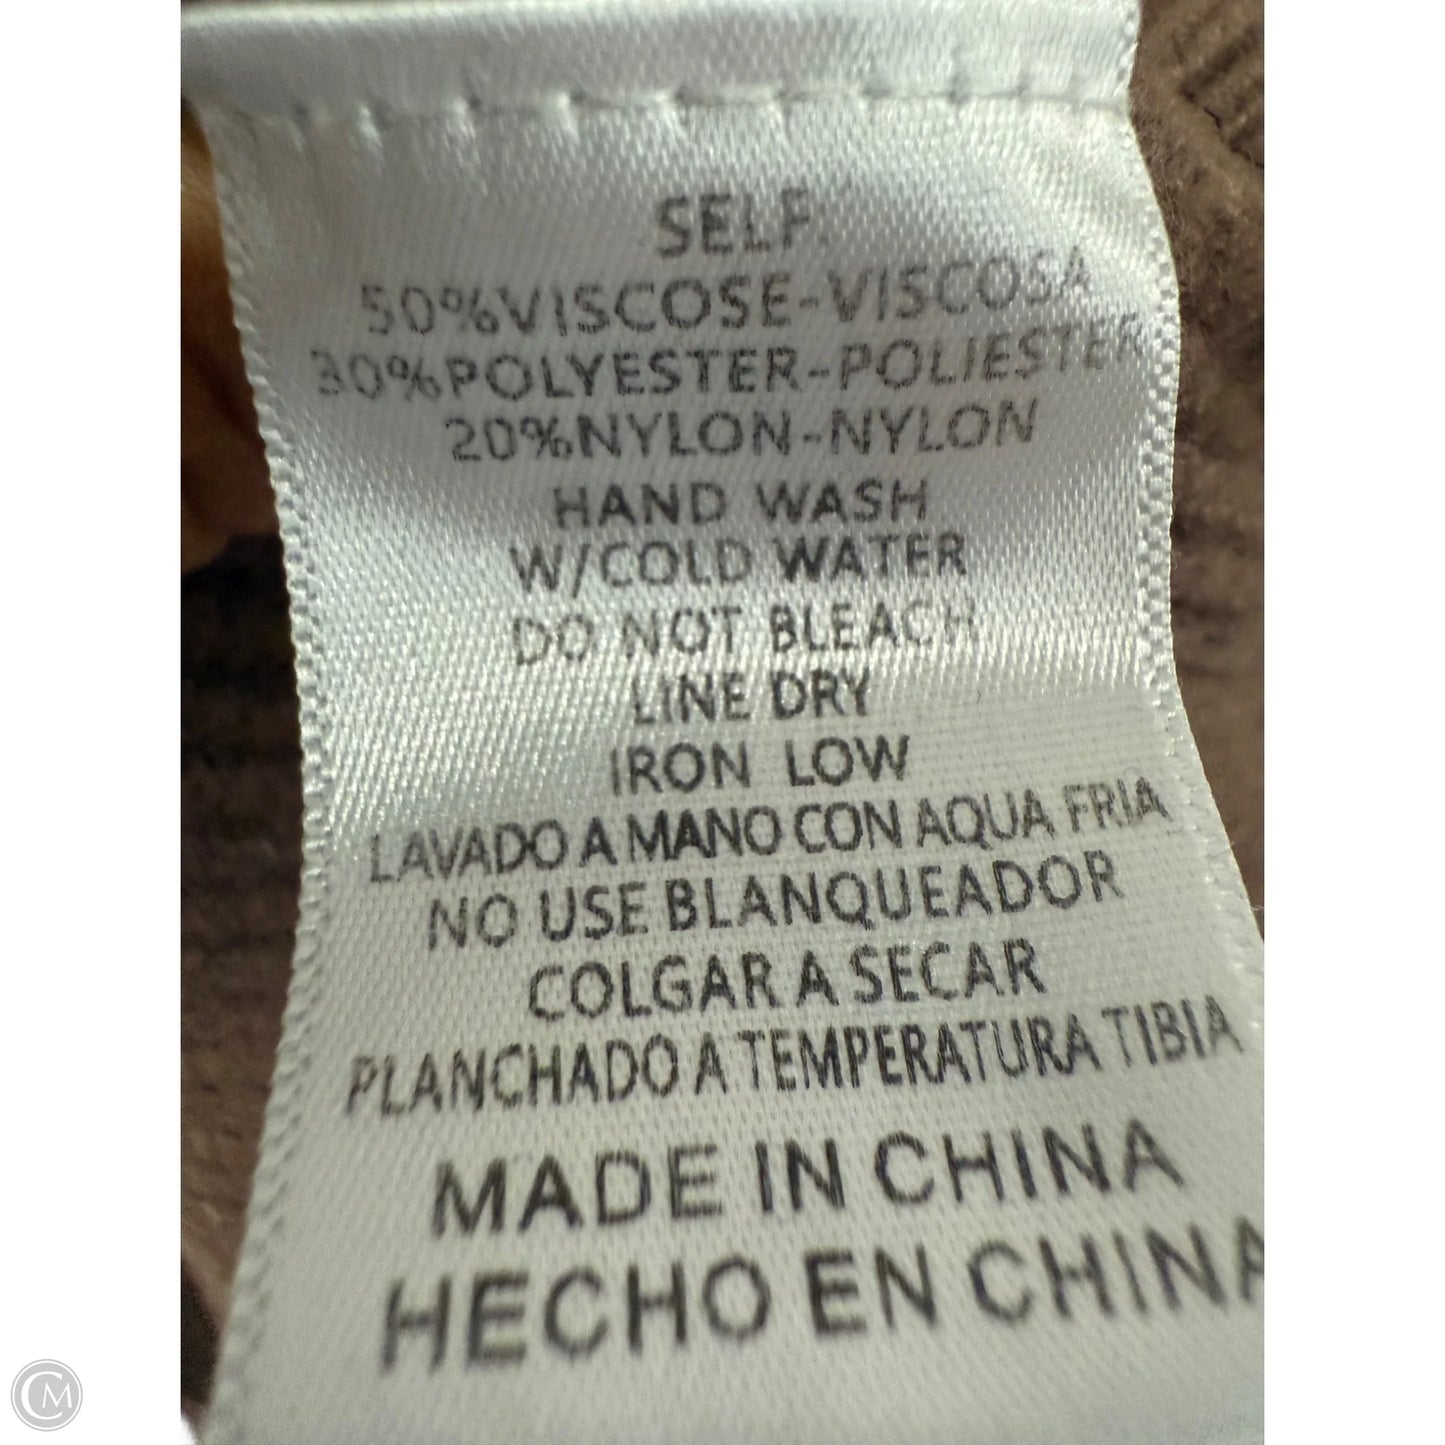 SELF:
50%VISCOSE-VISCOSA
30%POLYESTER-POLIESTER
20%NYLON-NYLON
HAND WASH
W/COLD WATER
DO NOT BLEACH
LINE DRY
IRON LOW
LAVADO A MANO CON AQUA FRIA
NO USE BLANQUEADOR
COLGAR A SECAR
PLANCHADO A TEMPERATURA TIBIA
MADE IN CHINA
HECHO EN CHINA
CM